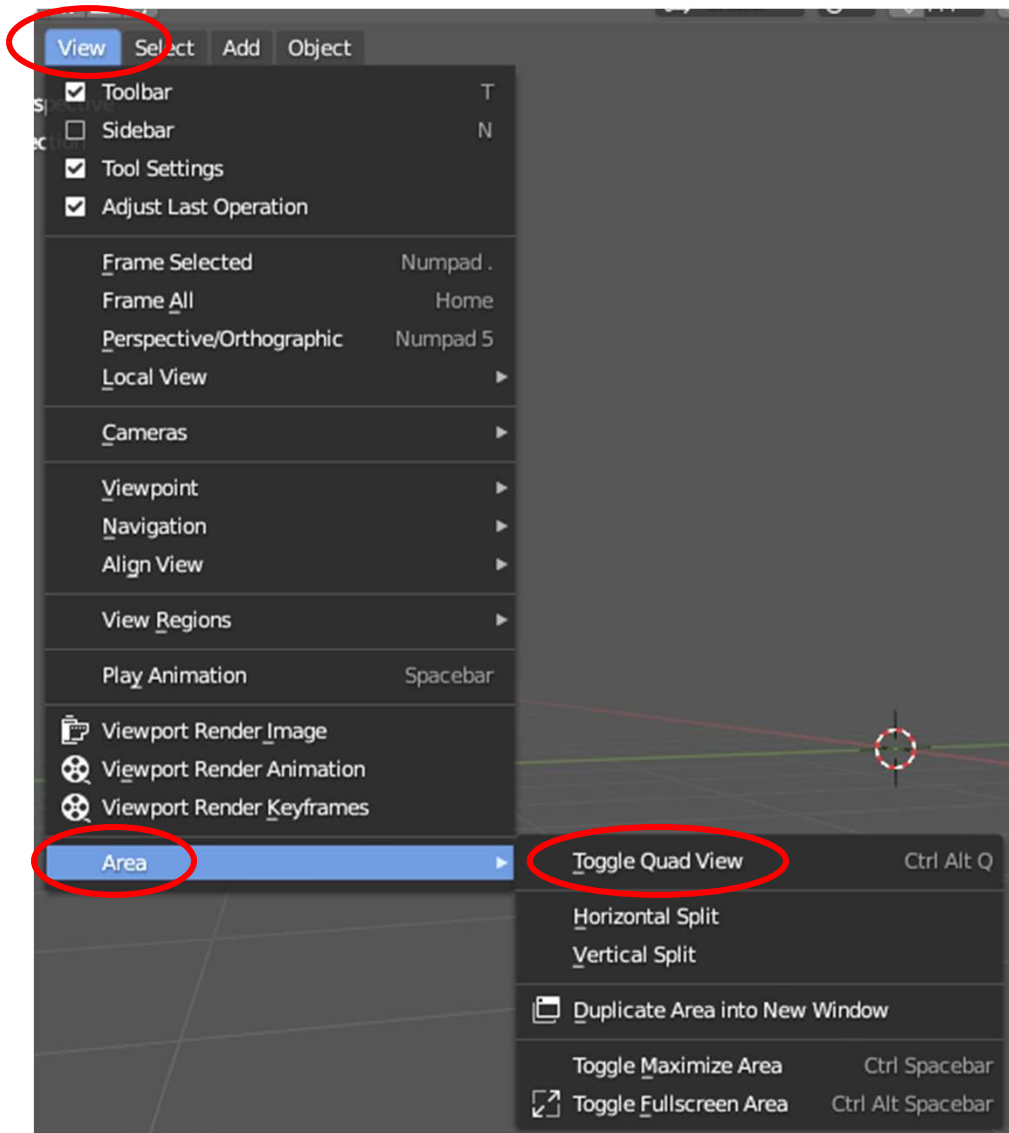 View Select Add Object
Toolbar T
Sidebar N
Tool Settings
Adjust Last Operation
Frame Selected Numpad .
Frame All Home
Perspective/Orthographic Numpad 5
Local View
Cameras
Viewpoint
Navigation
Align View
View Regions
Play Animation Spacebar
Viewport Render Image
Viewport Render Animation
Viewport Render Keyframes
Area
Toggle Quad View Ctrl Alt Q
Horizontal Split
Vertical Split
Duplicate Area into New Window
Toggle Maximize Area Ctrl Spacebar
Toggle Fullscreen Area Ctrl Alt Spacebar